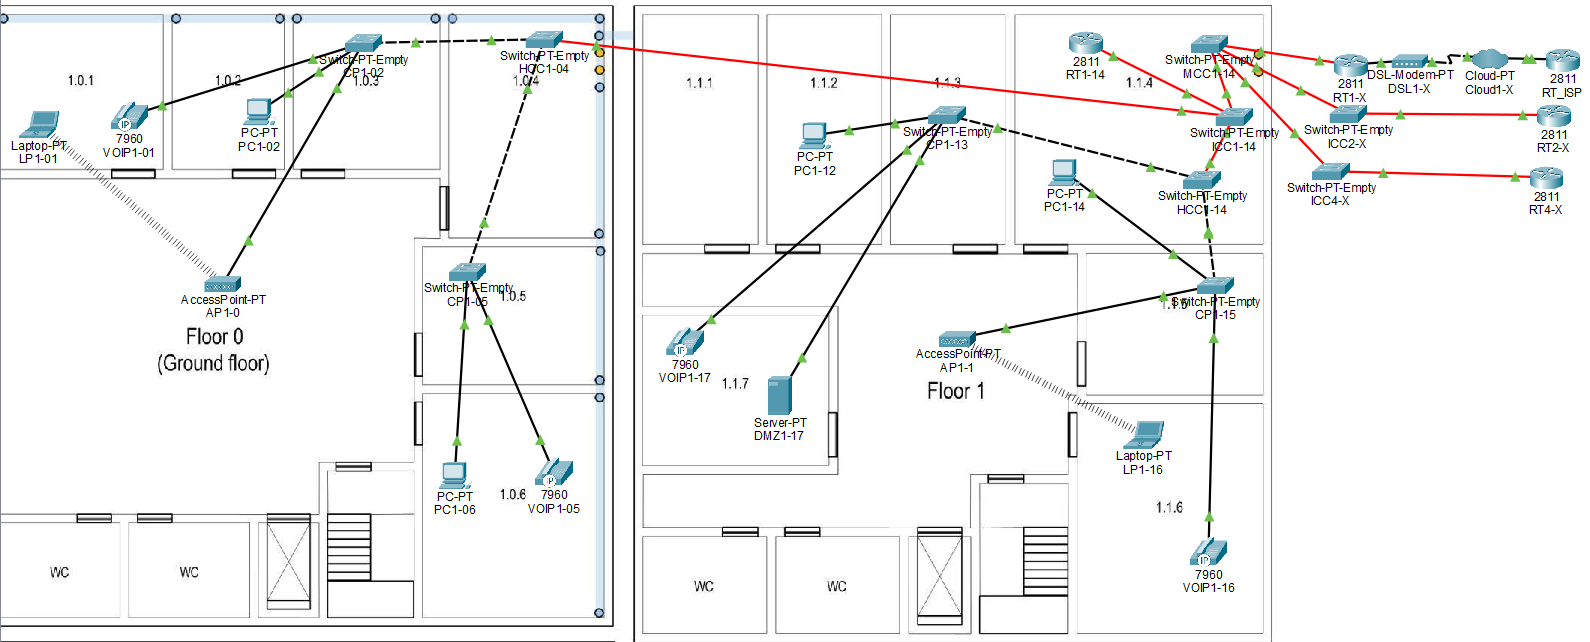 1.0.1
1.0.2
1.0.3
1.0.4
Switch-PT-Empty
CP1-02
Switch-PT-Empty
HCC1-04
Laptop-PT
LP1-01
7960
VOIP1-01
PC-PT
PC1-02
AccessPoint-PT
AP1-0
Floor 0
(Ground floor)
Switch-PT-Empty
CP1-05
1.0.5
PC-PT
PC1-06
1.0.6
7960
VOIP1-05
WC
WC
1.1.1
1.1.2
1.1.3
1.1.4
2811
RT1-14
Switch-PT-Empty
MCC1-14
2811
RT1-X
DSL-Modem-PT
DSL1-X
Cloud-PT
Cloud1-X
2811
RT_ISP
Switch-PT-Empty
CP1-13
Switch-PT-Empty
ICC1-14
Switch-PT-Empty
ICC2-X
2811
RT2-X
PC-PT
PC1-12
PC-PT
PC1-14
Switch-PT-Empty
HCC1-14
Switch-PT-Empty
ICC4-X
2811
RT4-X
1.1.5
Switch-PT-Empty
CP1-15
7960
VOIP1-17
1.1.7
AccessPoint-PT
AP1-1
Floor 1
Server-PT
DMZ1-17
Laptop-PT
LP1-16
1.1.6
7960
VOIP1-16
WC
WC
IP
IP
IP
IP